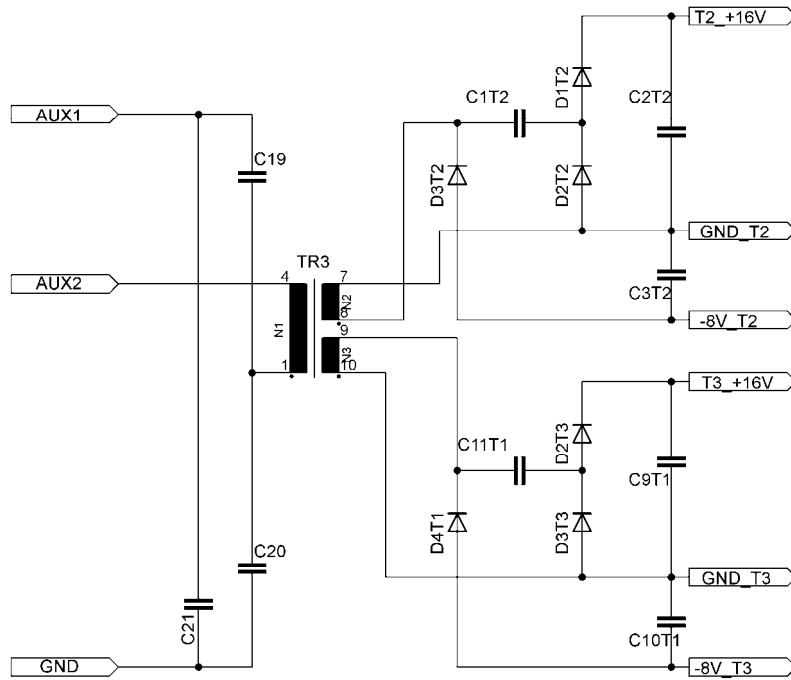 T2_+16V
D1T2
C1T2
C2T2
AUX1
C19
D3T2
D2T2
GND_T2
TR3
AUX2
4
7
N2
C3T2
8
-8V_T2
N1
9
N3
1
10
T3_+16V
D2T3
C11T1
C9T1
D4T1
D3T3
C20
GND_T3
C21
C10T1
GND
-8V_T3